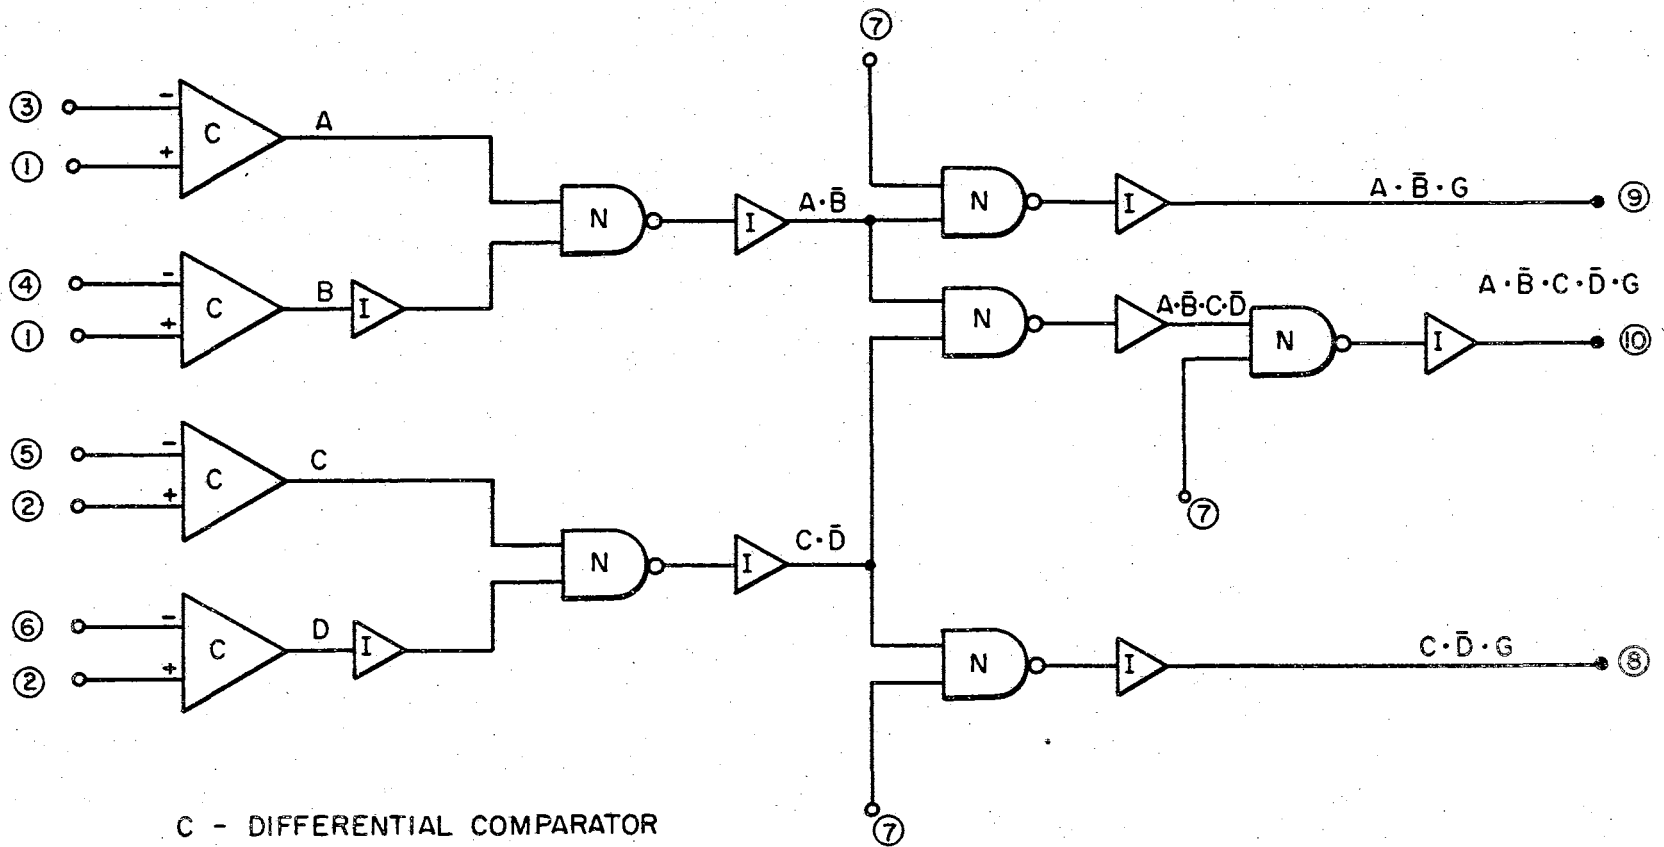 ⑦
③ - C A
① +
N I A·B̄ N I A·B̄·G ⑨
④ - C B I
① +
N A·B̄·C·D̄ N I A·B̄·C·D̄·G ⑩
⑤ - C C
② +
⑦
N I C·D̄
⑥ - C D I
② +
N I C·D̄·G ⑧
⑦
C - DIFFERENTIAL COMPARATOR